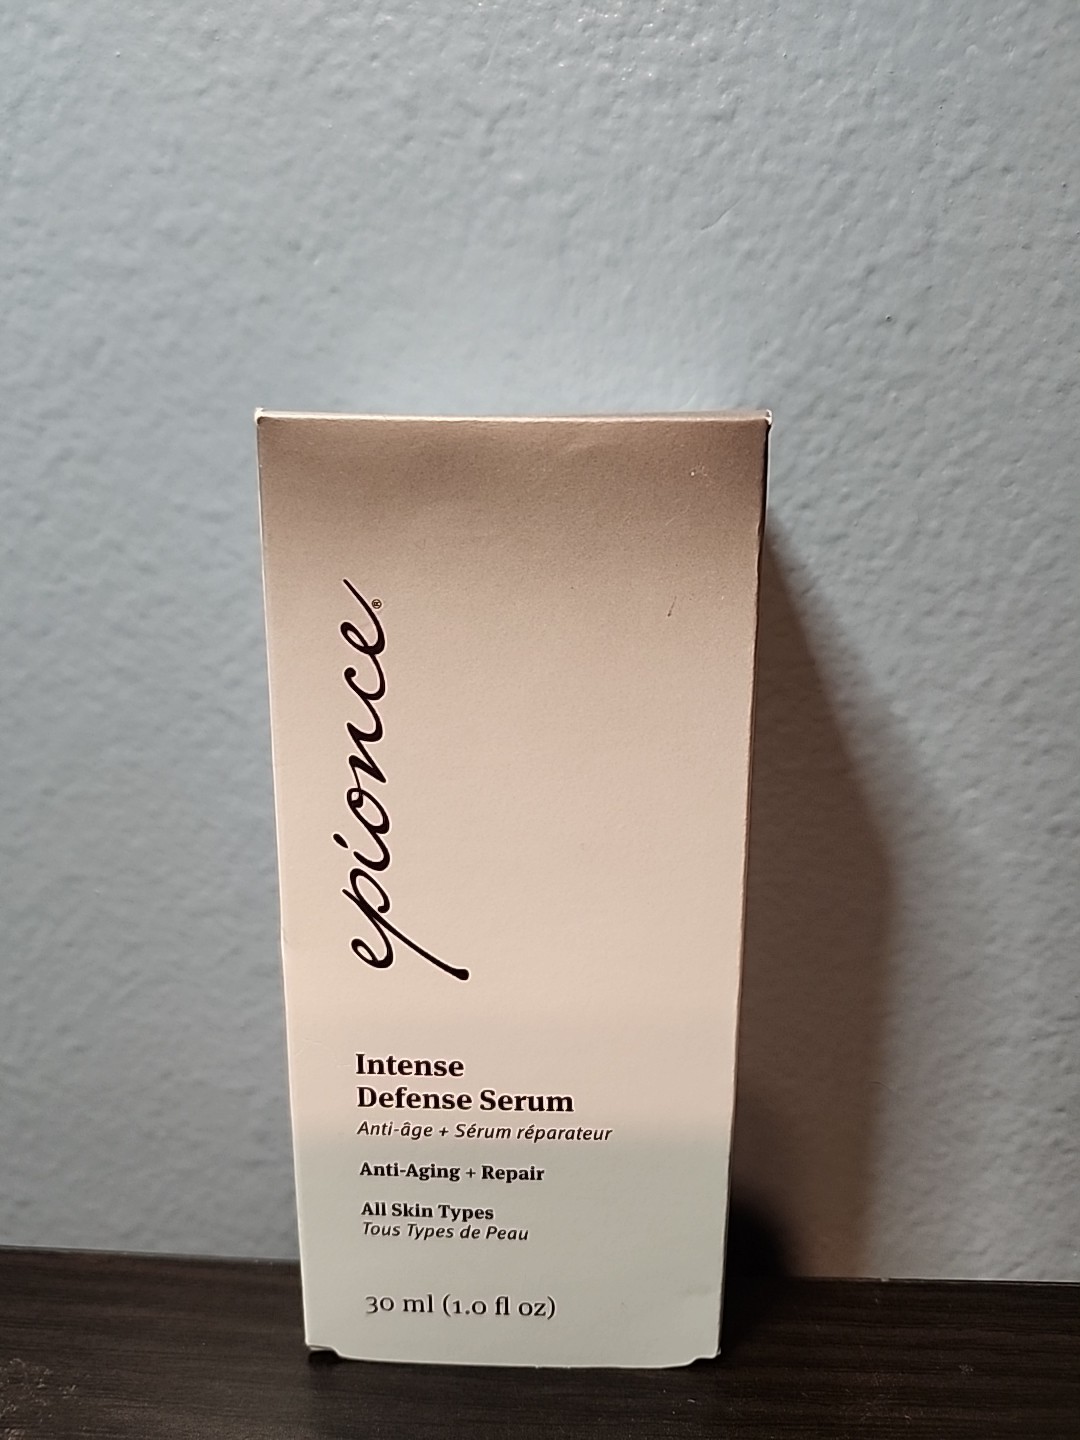 epionce®
Intense
Defense Serum
Anti-âge + Sérum réparateur
Anti-Aging + Repair
All Skin Types
Tous Types de Peau
30 ml (1.0 fl oz)